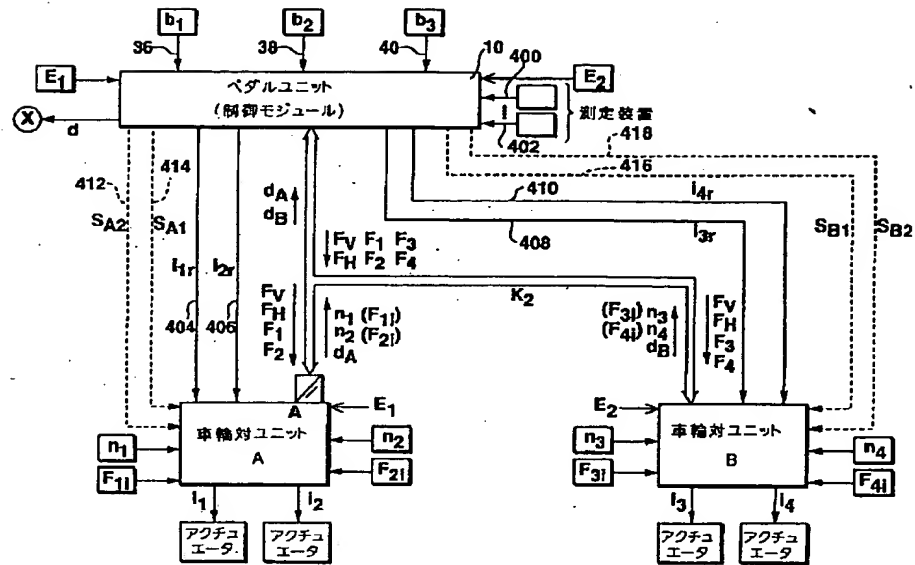 b1 b2 b3
36 38 40 10 400
E1 ペダルユニット E2
(制御モジュール) 測定装置
X d 402
418
412 414 416
410 i4r
SA2 SA1 dA dB i3r SB1 SB2
408
FV F1 F3
FH F2 F4
K2
i1r i2r
404 406
FV
FH
F1
F2
n1 (F1i)
n2 (F2i)
dA
(F3i) n3
(F4i) n4
dB
FV
FH
F3
F4
A E1 E2
車輪対ユニット
A
車輪対ユニット
B
n1 n2 n3 n4
F1i F2i F3i F4i
i1 i2 i3 i4
アクチュ
エータ
アクチュ
エータ
アクチュ
エータ
アクチュ
エータ